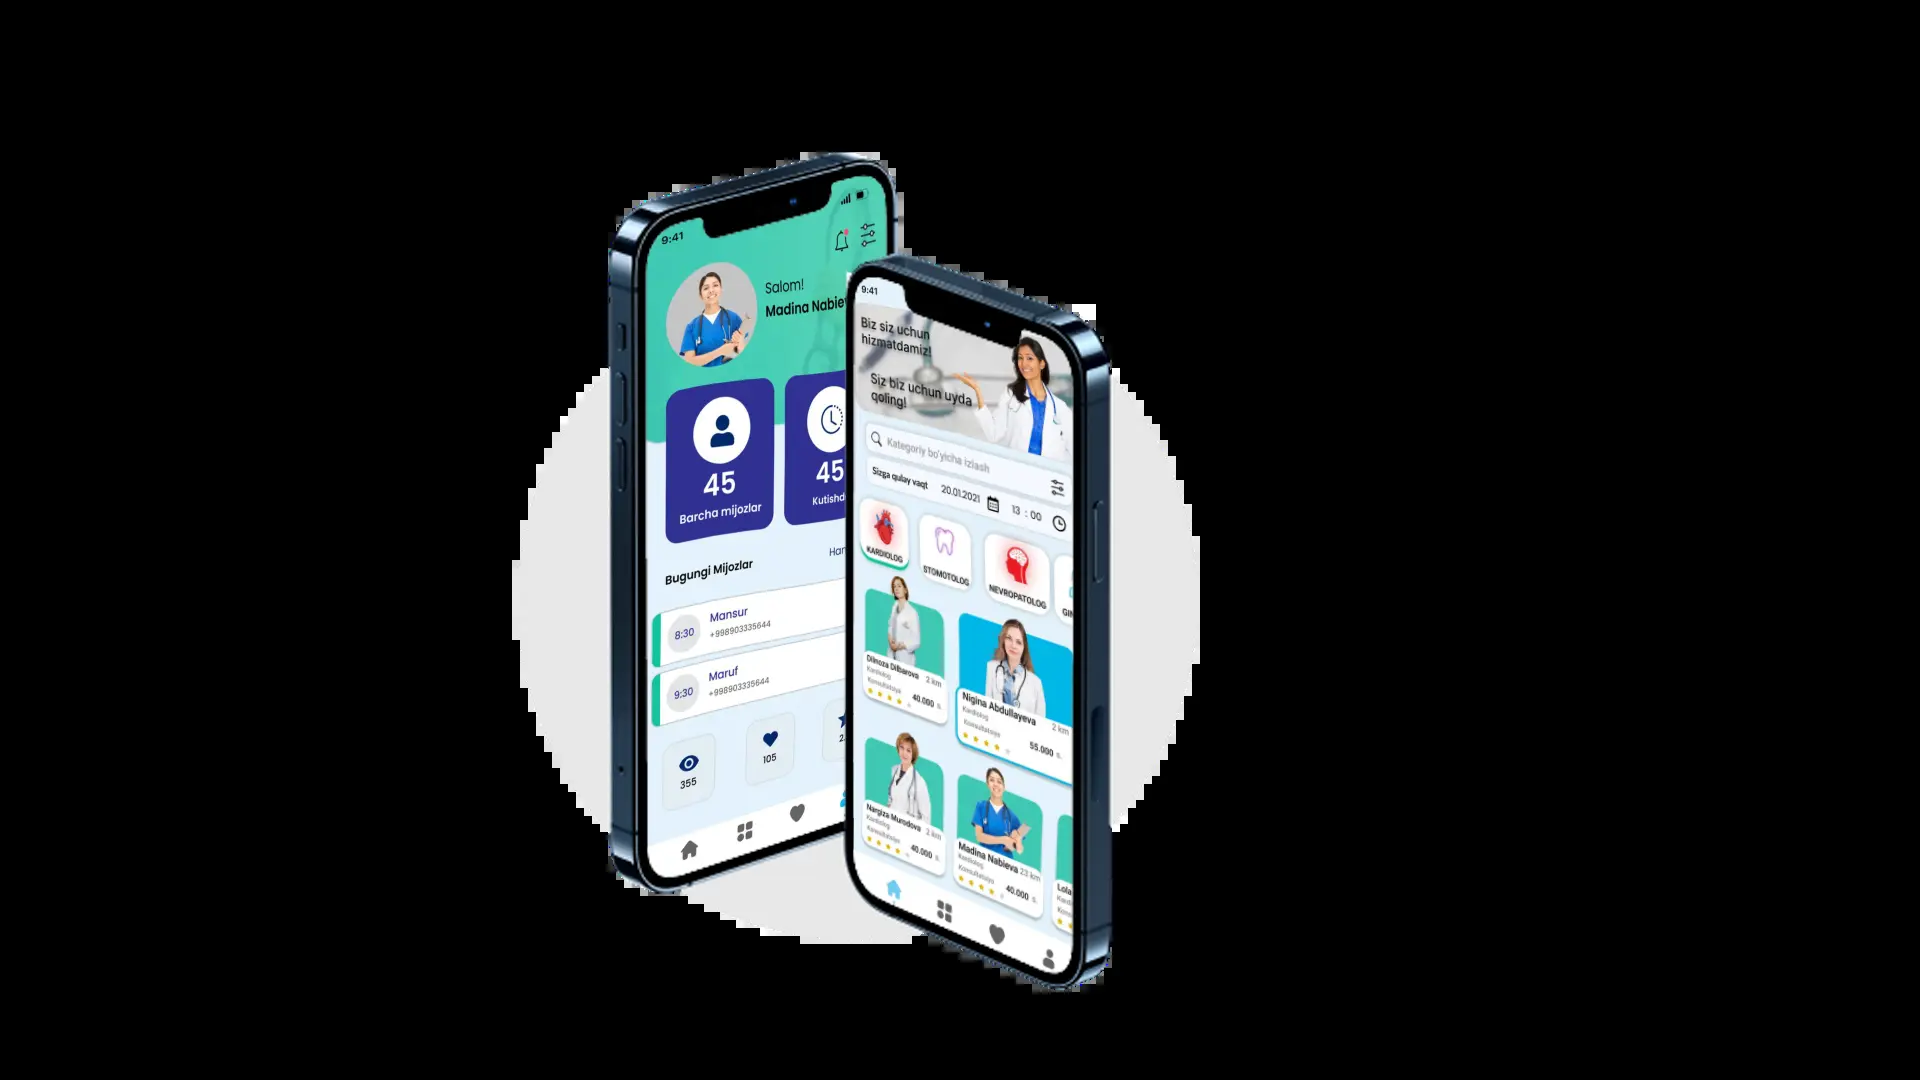 9:41
Salom!
Madina Nabie
45
Barcha mijozlar
45
Kutishd
Har
Bugungi Mijozlar
8:30
Mansur
+998903335644
9:30
Maruf
+998903335644
355
105
2.
9:41
Biz siz uchun
hizmatdamiz!
Siz biz uchun uyda
qoling!
Kategoriy bo'yicha izlash
Sizga qulay vaqt 20.01.2021 13 : 00
KARDIOLOG
STOMOTOLOG
NEVROPATOLOG
GIN
Dilnoza Dilbarova
Kardiolog 2 km
Konsultatsiya
40.000 s.
Nigina Abdullayeva
Kardiolog 2 km
Konsultatsiya
55.000 s.
Nargiza Murodova
Kardiolog 2 km
Konsultatsiya
40.000 s.
Madina Nabieva 23 km
Kardiolog
Konsultatsiya
40.000 s.
Lola
Kardi
Kons